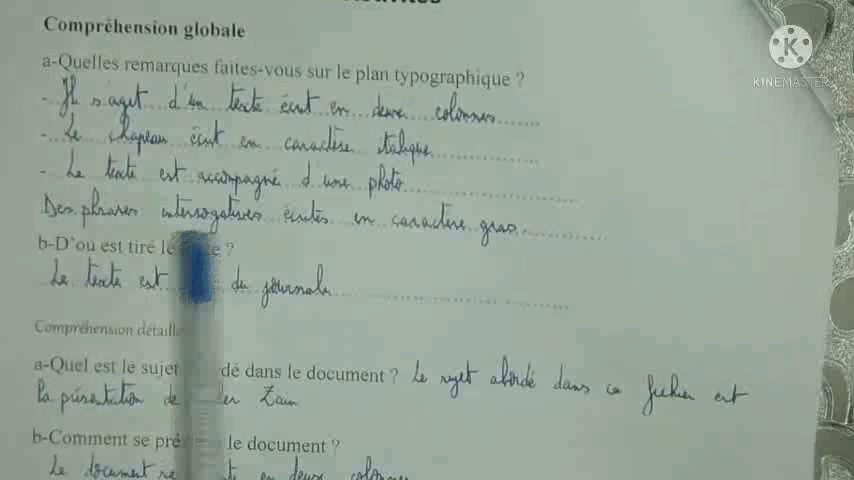 Compréhension globale
a-Quelles remarques faites-vous sur le plan typographique ?
- Il s'agit d'un texte écrit en deux colonnes
- Le chapeau écrit en caractère italique
- Le texte est accompagné d'une photo
Des phrases interrogatives écrites en caractère gras.
b-D'ou est tiré le ?
Le texte est du journal
Compréhension détaill
a-Quel est le sujet dé dans le document ? Le sujet abordé dans ce fichier est
la présentation de Zain
b-Comment se pré le document ?
Le document en deux colonnes
KINEMASTER